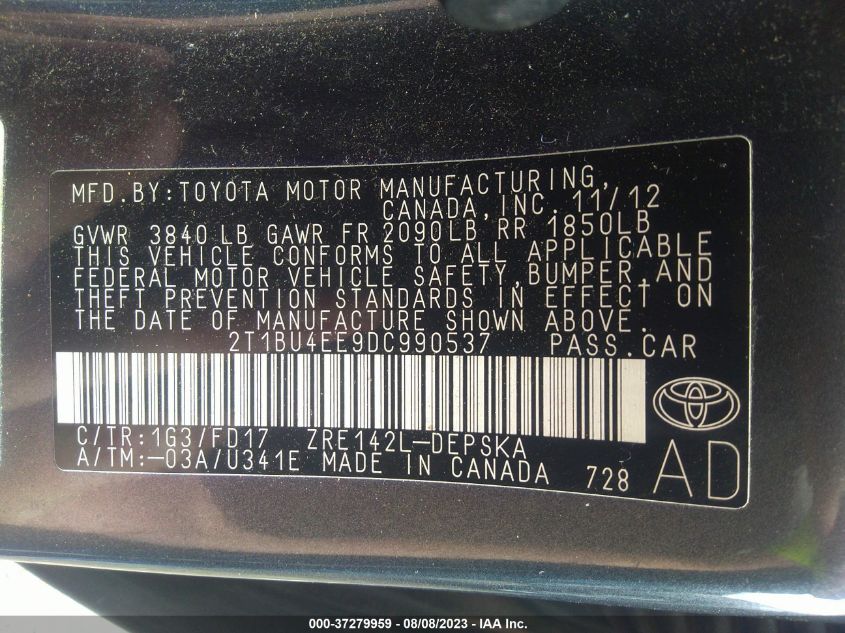 MFD.BY:TOYOTA MOTOR MANUFACTURING,
CANADA,INC. 11/12
GVWR 3840 LB GAWR FR 2090LB RR 1850LB
THIS VEHICLE CONFORMS TO ALL APPLICABLE
FEDERAL MOTOR VEHICLE SAFETY,BUMPER,AND
THEFT PREVENTION STANDARDS IN EFFECT ON
THE DATE OF MANUFACTURE SHOWN ABOVE.
2T1BU4EE9DC990537 PASS.CAR
C/TR:1G3/FD17 ZRE142L-DEPSKA
A/TM:-03A/U341E MADE IN CANADA 728 AD
000-37279959 - 08/08/2023 - IAA Inc.